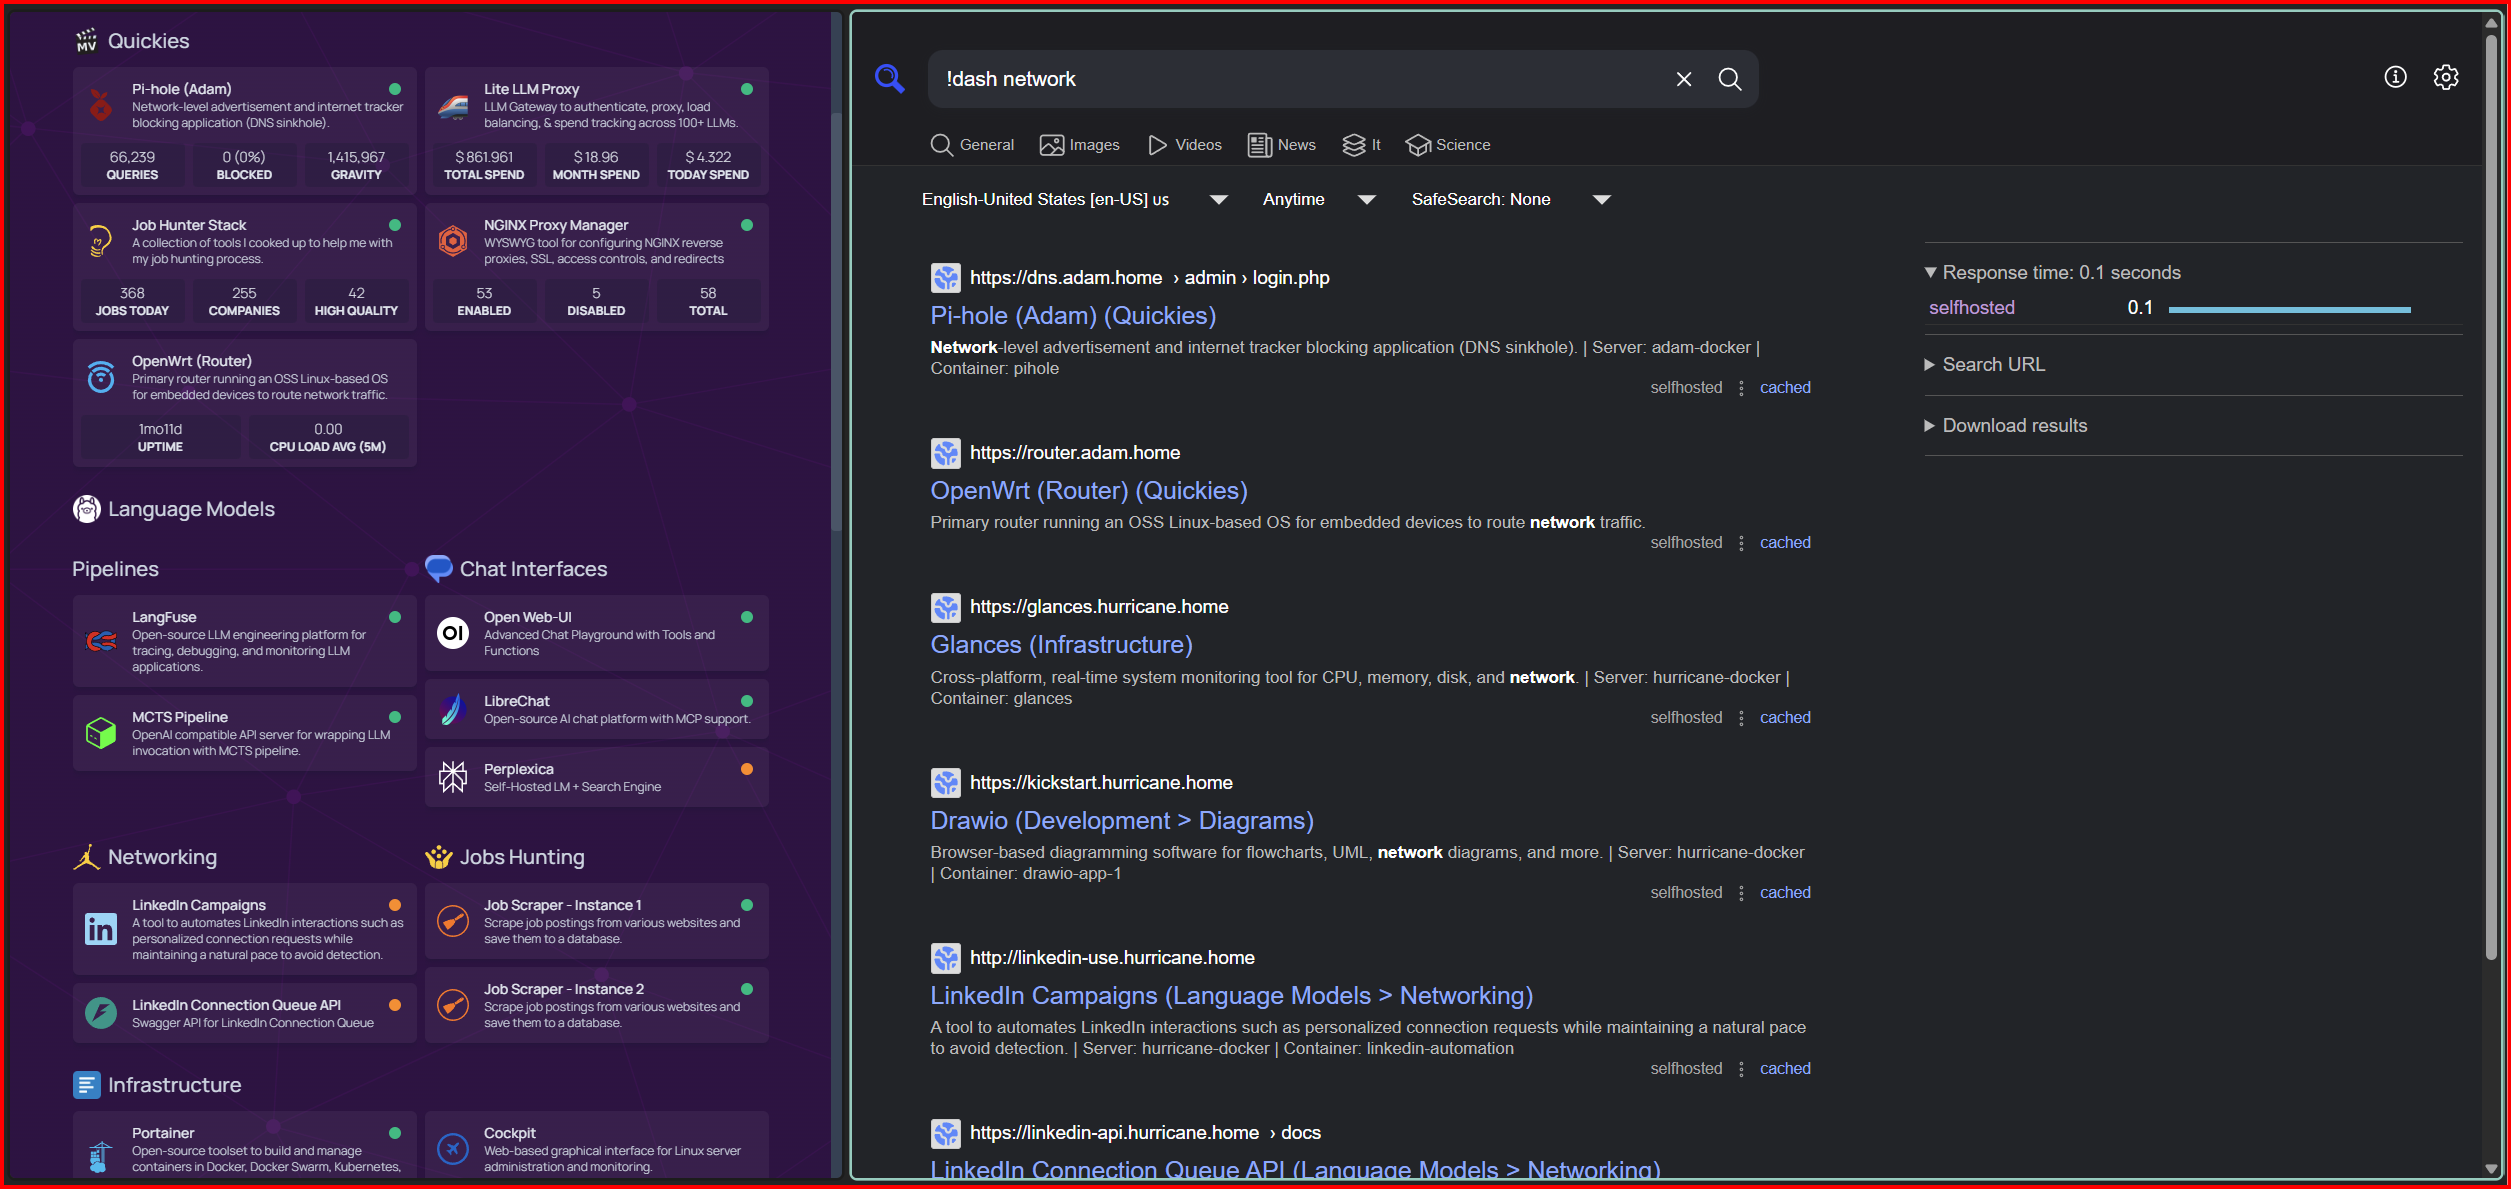 MV Quickies
Pi-hole (Adam)
Network-level advertisement and internet tracker
blocking application (DNS sinkhole).
66,239
QUERIES
0 (0%)
BLOCKED
1,415,967
GRAVITY
Lite LLM Proxy
LLM Gateway to authenticate, proxy, load
balancing, & spend tracking across 100+ LLMs.
$ 861.961
TOTAL SPEND
$ 18.96
MONTH SPEND
$ 4.322
TODAY SPEND
Job Hunter Stack
A collection of tools I cooked up to help me with
my job hunting process.
368
JOBS TODAY
255
COMPANIES
42
HIGH QUALITY
NGINX Proxy Manager
WYSWYG tool for configuring NGINX reverse
proxies, SSL, access controls, and redirects
53
ENABLED
5
DISABLED
58
TOTAL
OpenWrt (Router)
Primary router running an OSS Linux-based OS
for embedded devices to route network traffic.
1mo11d
UPTIME
0.00
CPU LOAD AVG (5M)
Language Models
Pipelines
LangFuse
Open-source LLM engineering platform for
tracing, debugging, and monitoring LLM
applications.
MCTS Pipeline
OpenAI compatible API server for wrapping LLM
invocation with MCTS pipeline.
Chat Interfaces
OI
Open Web-UI
Advanced Chat Playground with Tools and
Functions
LibreChat
Open-source AI chat platform with MCP support.
Perplexica
Self-Hosted LM + Search Engine
Networking
in
LinkedIn Campaigns
A tool to automates LinkedIn interactions such as
personalized connection requests while
maintaining a natural pace to avoid detection.
LinkedIn Connection Queue API
Swagger API for LinkedIn Connection Queue
Jobs Hunting
Job Scraper - Instance 1
Scrape job postings from various websites and
save them to a database.
Job Scraper - Instance 2
Scrape job postings from various websites and
save them to a database.
Infrastructure
Portainer
Open-source toolset to build and manage
containers in Docker, Docker Swarm, Kubernetes,
Cockpit
Web-based graphical interface for Linux server
administration and monitoring.
!dash network
General Images Videos News It Science
English-United States [en-US] us Anytime SafeSearch: None
https://dns.adam.home › admin › login.php
Pi-hole (Adam) (Quickies)
Network-level advertisement and internet tracker blocking application (DNS sinkhole). | Server: adam-docker |
Container: pihole
selfhosted cached
https://router.adam.home
OpenWrt (Router) (Quickies)
Primary router running an OSS Linux-based OS for embedded devices to route network traffic.
selfhosted cached
https://glances.hurricane.home
Glances (Infrastructure)
Cross-platform, real-time system monitoring tool for CPU, memory, disk, and network. | Server: hurricane-docker |
Container: glances
selfhosted cached
https://kickstart.hurricane.home
Drawio (Development > Diagrams)
Browser-based diagramming software for flowcharts, UML, network diagrams, and more. | Server: hurricane-docker
| Container: drawio-app-1
selfhosted cached
http://linkedin-use.hurricane.home
LinkedIn Campaigns (Language Models > Networking)
A tool to automates LinkedIn interactions such as personalized connection requests while maintaining a natural pace
to avoid detection. | Server: hurricane-docker | Container: linkedin-automation
selfhosted cached
https://linkedin-api.hurricane.home › docs
LinkedIn Connection Queue API (Language Models > Networking)
Response time: 0.1 seconds
selfhosted 0.1
Search URL
Download results